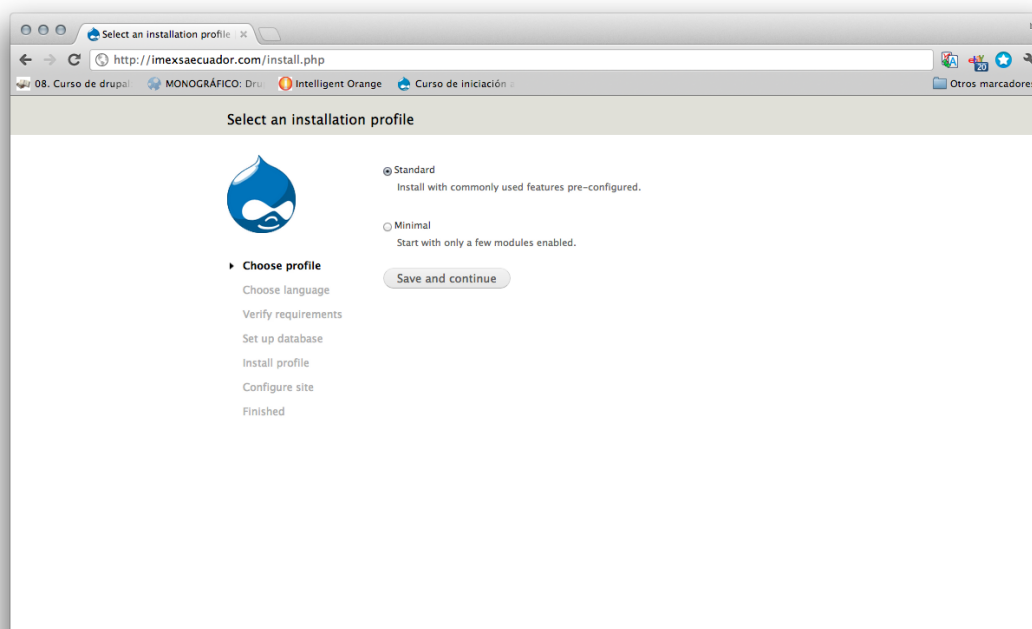 Select an installation profile
http://imexsaecuador.com/install.php
20
08. Curso de drupal MONOGRÁFICO: Dru Intelligent Orange Curso de iniciación a
Otros marcadores
Select an installation profile
Standard
Install with commonly used features pre-configured.
Minimal
Start with only a few modules enabled.
Save and continue
Choose profile
Choose language
Verify requirements
Set up database
Install profile
Configure site
Finished